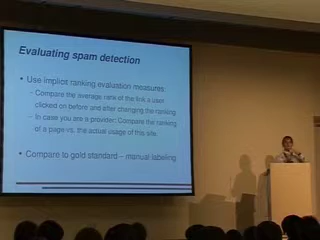 Evaluating spam detection
• Use implicit ranking evaluation measures:
– Compare the average rank of the link a user
clicked on before and after changing the ranking
– In case you are a provider: Compare the ranking
of a page vs. the actual usage of this site.
• Compare to gold standard – manual labeling